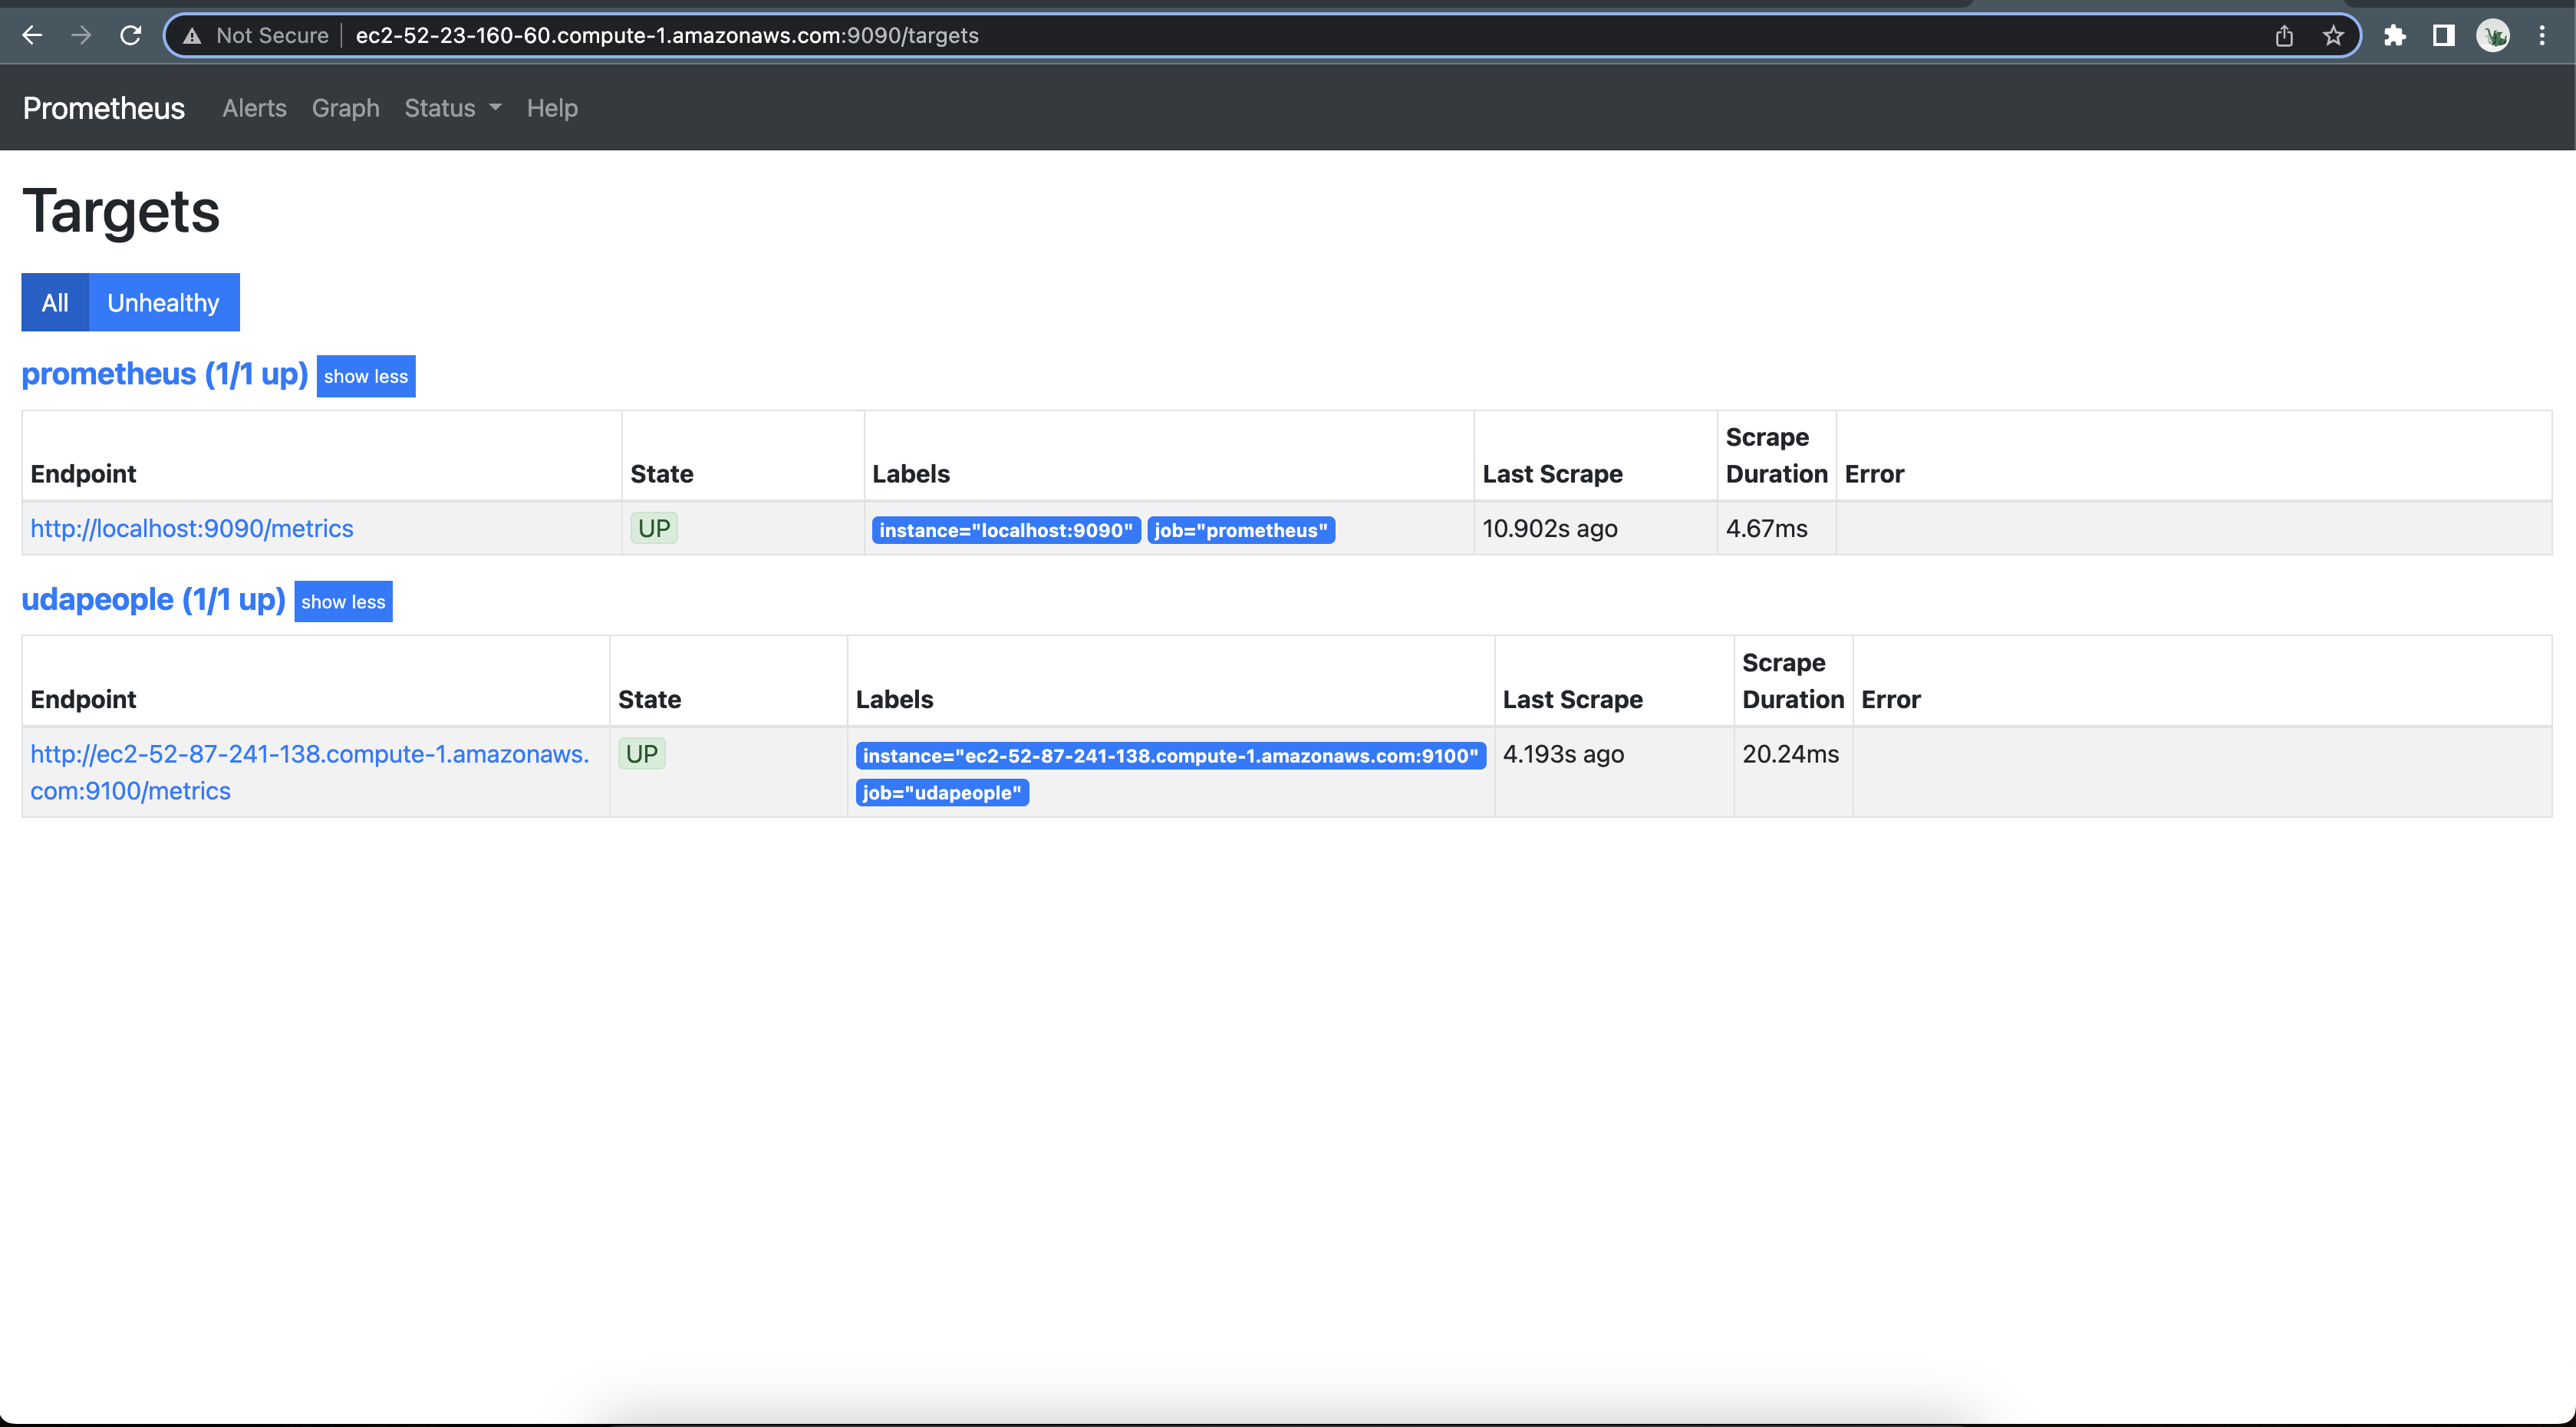 Not Secure ec2-52-23-160-60.compute-1.amazonaws.com:9090/targets
Prometheus Alerts Graph Status Help
Targets
All Unhealthy
prometheus (1/1 up) show less
Endpoint State Labels Last Scrape Scrape Duration Error
http://localhost:9090/metrics UP instance="localhost:9090" job="prometheus" 10.902s ago 4.67ms
udapeople (1/1 up) show less
Endpoint State Labels Last Scrape Scrape Duration Error
http://ec2-52-87-241-138.compute-1.amazonaws. UP instance="ec2-52-87-241-138.compute-1.amazonaws.com:9100" 4.193s ago 20.24ms
com:9100/metrics job="udapeople"